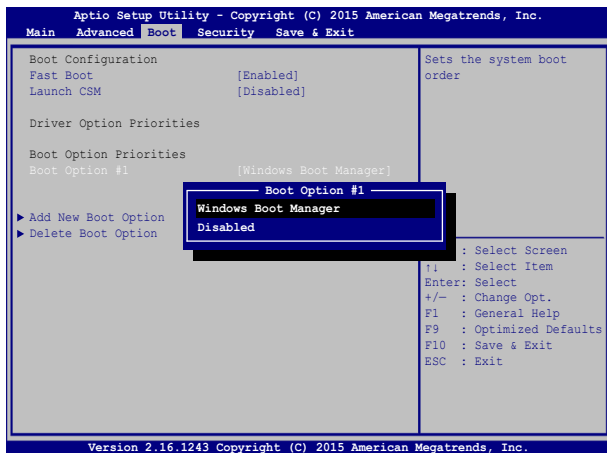 Aptio Setup Utility - Copyright (C) 2015 American Megatrends, Inc.
Main Advanced Boot Security Save & Exit
Boot Configuration
Fast Boot [Enabled]
Launch CSM [Disabled]
Driver Option Priorities
Boot Option Priorities
Boot Option #1 [Windows Boot Manager]
Add New Boot Option
Delete Boot Option
Boot Option #1
Windows Boot Manager
Disabled
Sets the system boot
order
: Select Screen
↑↓ : Select Item
Enter: Select
+/— : Change Opt.
F1 : General Help
F9 : Optimized Defaults
F10 : Save & Exit
ESC : Exit
Version 2.16.1243 Copyright (C) 2015 American Megatrends, Inc.